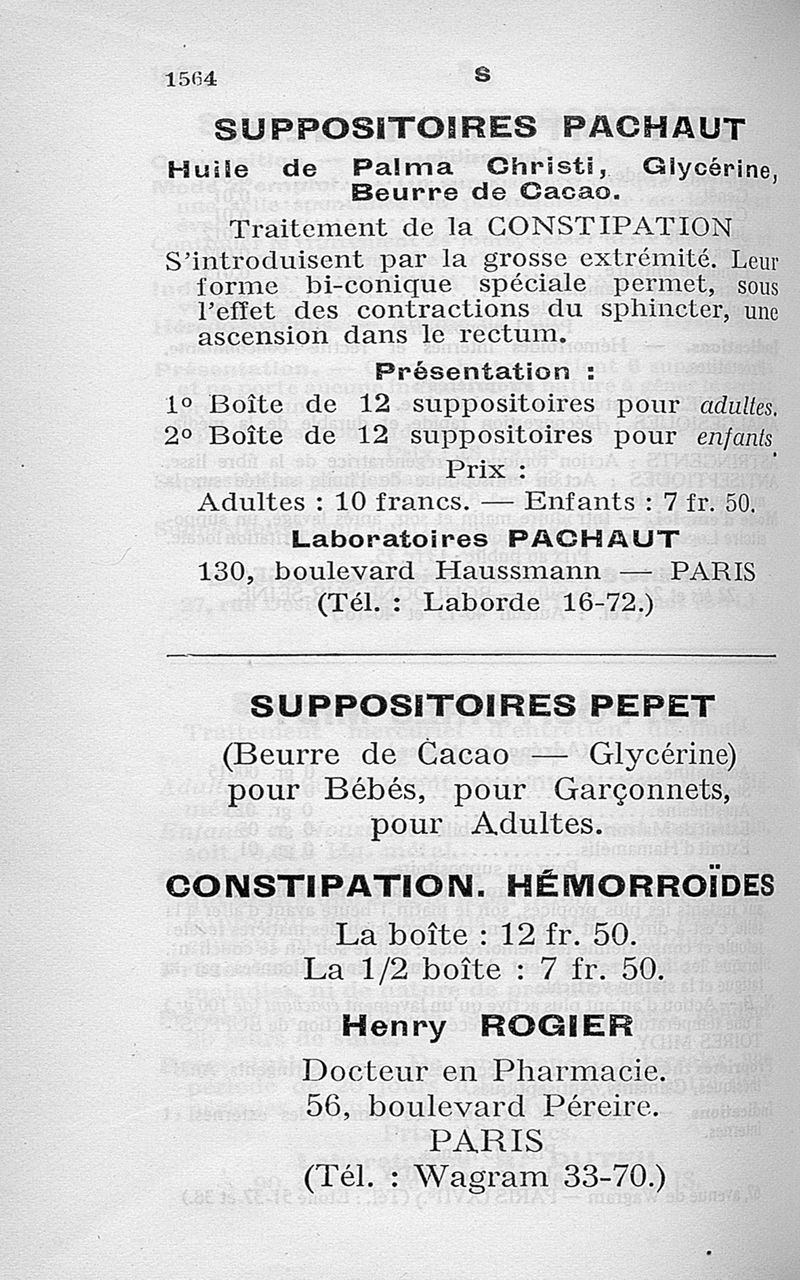 1564
S
SUPPOSITOIRES PACHAUT
Huile de Palma Christi, Glycérine,
Beurre de Cacao.
Traitement de la CONSTIPATION
S'introduisent par la grosse extrémité. Leur
forme bi-conique spéciale permet, sous
l'effet des contractions du sphincter, une
ascension dans le rectum.
Présentation :
1º Boîte de 12 suppositoires pour adultes.
2º Boîte de 12 suppositoires pour enfants
Prix :
Adultes : 10 francs. — Enfants : 7 fr. 50.
Laboratoires PACHAUT
130, boulevard Haussmann — PARIS
(Tél. : Laborde 16-72.)
SUPPOSITOIRES PEPET
(Beurre de Cacao — Glycérine)
pour Bébés, pour Garçonnets,
pour Adultes.
CONSTIPATION. HÉMORROÏDES
La boîte : 12 fr. 50.
La 1/2 boîte : 7 fr. 50.
Henry ROGIER
Docteur en Pharmacie.
56, boulevard Péreire.
PARIS
(Tél. : Wagram 33-70.)